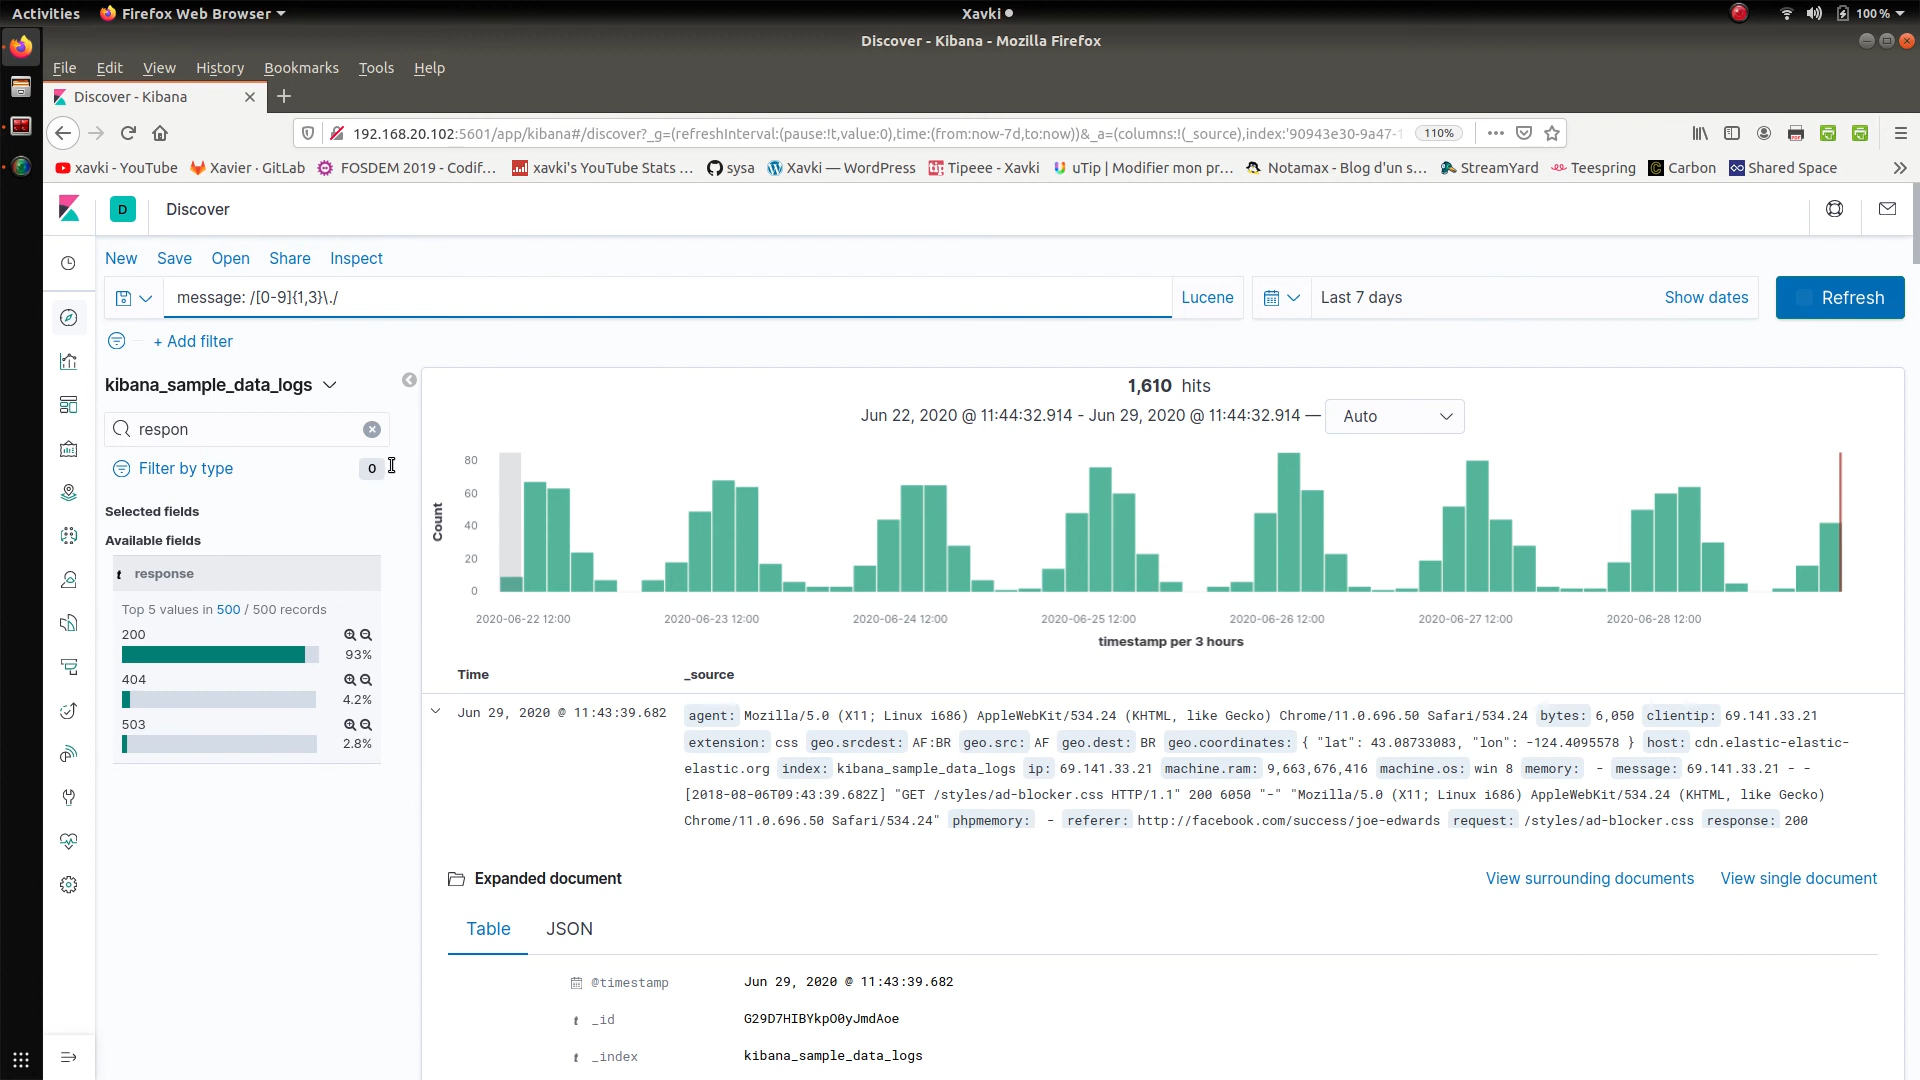 Activities Firefox Web Browser Xavki 100 %
Discover - Kibana - Mozilla Firefox
File Edit View History Bookmarks Tools Help
Discover - Kibana
192.168.20.102:5601/app/kibana#/discover?_g=(refreshInterval:(pause:!t,value:0),time:(from:now-7d,to:now))&_a=(columns:!(_source),index:'90943e30-9a47-1 110%
xavki - YouTube Xavier · GitLab FOSDEM 2019 - Codif... xavki's YouTube Stats ... sysa Xavki — WordPress Tipeee - Xavki uTip | Modifier mon pr... Notamax - Blog d'un s... StreamYard Teespring Carbon Shared Space
D Discover
New Save Open Share Inspect
message: /[0-9]{1,3}\./ Lucene Last 7 days Show dates Refresh
+ Add filter
kibana_sample_data_logs
respon
Filter by type 0
Selected fields
Available fields
t response
Top 5 values in 500 / 500 records
200
93%
404
4.2%
503
2.8%
1,610 hits
Jun 22, 2020 @ 11:44:32.914 - Jun 29, 2020 @ 11:44:32.914 — Auto
Count
80
60
40
20
0
2020-06-22 12:00 2020-06-23 12:00 2020-06-24 12:00 2020-06-25 12:00 2020-06-26 12:00 2020-06-27 12:00 2020-06-28 12:00
timestamp per 3 hours
Time _source
Jun 29, 2020 @ 11:43:39.682 agent: Mozilla/5.0 (X11; Linux i686) AppleWebKit/534.24 (KHTML, like Gecko) Chrome/11.0.696.50 Safari/534.24 bytes: 6,050 clientip: 69.141.33.21
extension: css geo.srcdest: AF:BR geo.src: AF geo.dest: BR geo.coordinates: { "lat": 43.08733083, "lon": -124.4095578 } host: cdn.elastic-elastic-
elastic.org index: kibana_sample_data_logs ip: 69.141.33.21 machine.ram: 9,663,676,416 machine.os: win 8 memory: - message: 69.141.33.21 - -
[2018-08-06T09:43:39.682Z] "GET /styles/ad-blocker.css HTTP/1.1" 200 6050 "-" "Mozilla/5.0 (X11; Linux i686) AppleWebKit/534.24 (KHTML, like Gecko)
Chrome/11.0.696.50 Safari/534.24" phpmemory: - referer: http://facebook.com/success/joe-edwards request: /styles/ad-blocker.css response: 200
Expanded document View surrounding documents View single document
Table JSON
@timestamp Jun 29, 2020 @ 11:43:39.682
t _id G29D7HIBYkpO0yJmdAoe
t _index kibana_sample_data_logs